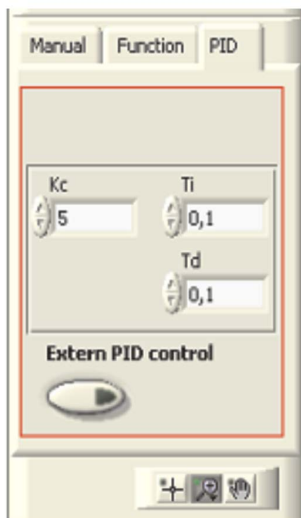 Manual Function PID
Kc Ti
5 0,1
Td
0,1
Extern PID control